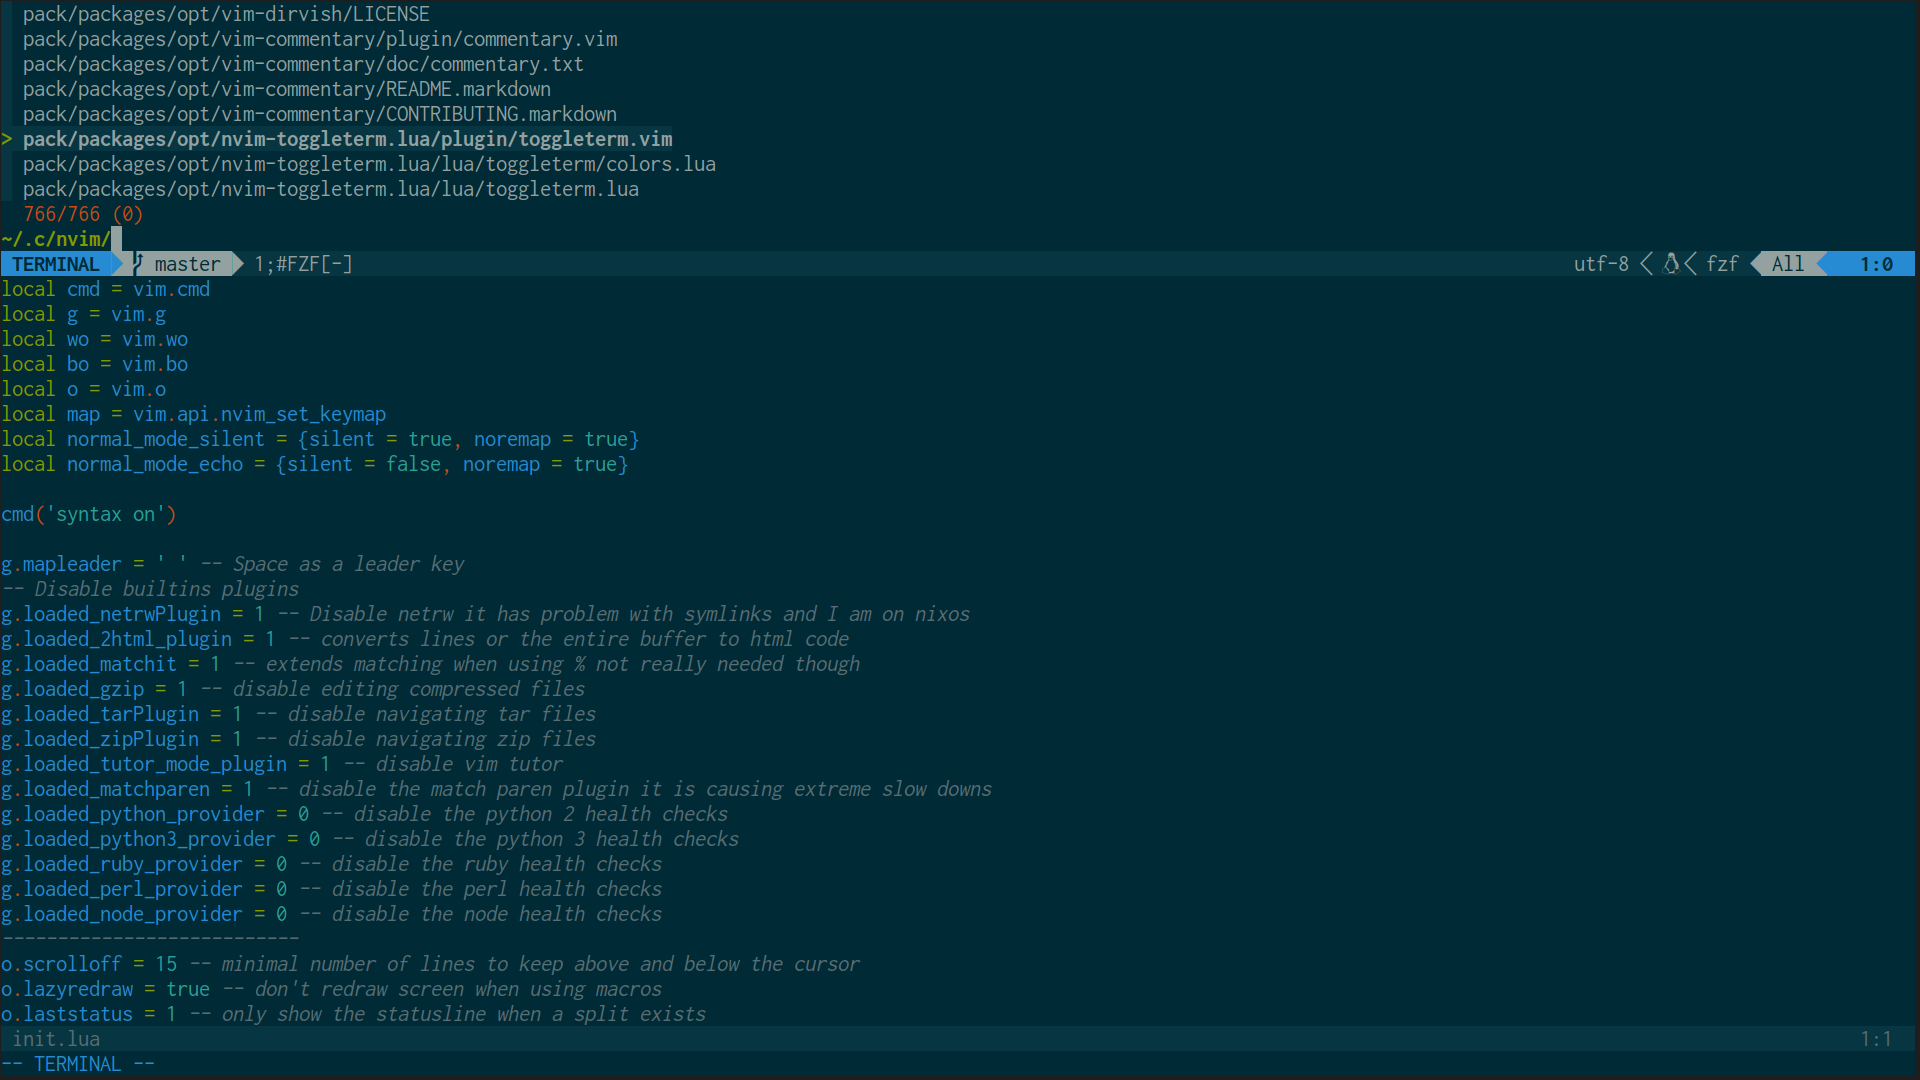 pack/packages/opt/vim-dirvish/LICENSE
pack/packages/opt/vim-commentary/plugin/commentary.vim
pack/packages/opt/vim-commentary/doc/commentary.txt
pack/packages/opt/vim-commentary/README.markdown
pack/packages/opt/vim-commentary/CONTRIBUTING.markdown
> pack/packages/opt/nvim-toggleterm.lua/plugin/toggleterm.vim
pack/packages/opt/nvim-toggleterm.lua/lua/toggleterm/colors.lua
pack/packages/opt/nvim-toggleterm.lua/lua/toggleterm.lua
766/766 (0)
~/.c/nvim/
TERMINAL master 1;#FZF[-] utf-8 fzf All 1:0
local cmd = vim.cmd
local g = vim.g
local wo = vim.wo
local bo = vim.bo
local o = vim.o
local map = vim.api.nvim_set_keymap
local normal_mode_silent = {silent = true, noremap = true}
local normal_mode_echo = {silent = false, noremap = true}
cmd('syntax on')
g.mapleader = ' ' -- Space as a leader key
-- Disable builtins plugins
g.loaded_netrwPlugin = 1 -- Disable netrw it has problem with symlinks and I am on nixos
g.loaded_2html_plugin = 1 -- converts lines or the entire buffer to html code
g.loaded_matchit = 1 -- extends matching when using % not really needed though
g.loaded_gzip = 1 -- disable editing compressed files
g.loaded_tarPlugin = 1 -- disable navigating tar files
g.loaded_zipPlugin = 1 -- disable navigating zip files
g.loaded_tutor_mode_plugin = 1 -- disable vim tutor
g.loaded_matchparen = 1 -- disable the match paren plugin it is causing extreme slow downs
g.loaded_python_provider = 0 -- disable the python 2 health checks
g.loaded_python3_provider = 0 -- disable the python 3 health checks
g.loaded_ruby_provider = 0 -- disable the ruby health checks
g.loaded_perl_provider = 0 -- disable the perl health checks
g.loaded_node_provider = 0 -- disable the node health checks
---------------------------
o.scrolloff = 15 -- minimal number of lines to keep above and below the cursor
o.lazyredraw = true -- don't redraw screen when using macros
o.laststatus = 1 -- only show the statusline when a split exists
init.lua 1:1
-- TERMINAL --